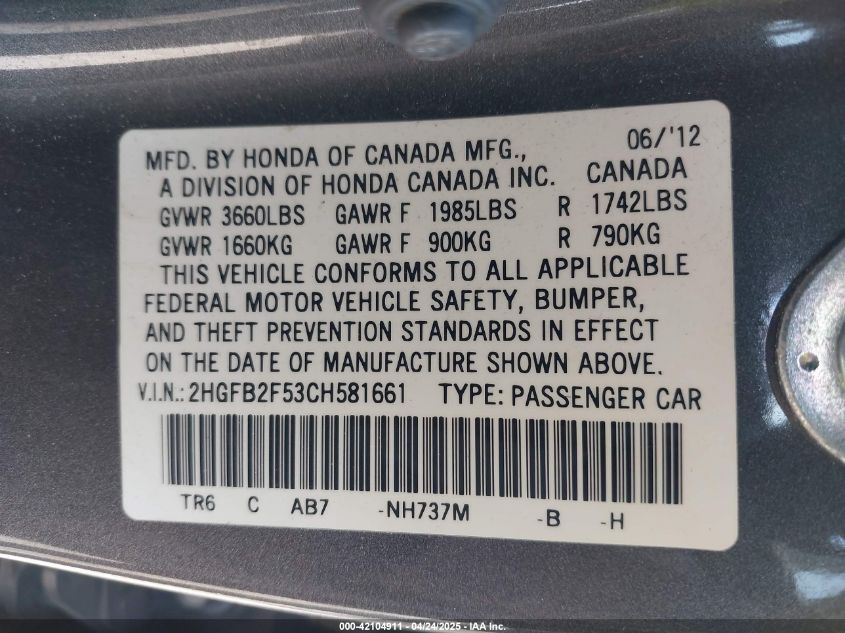 06/'12
MFD. BY HONDA OF CANADA MFG.,
A DIVISION OF HONDA CANADA INC. CANADA
GVWR 3660LBS GAWR F 1985LBS R 1742LBS
GVWR 1660KG GAWR F 900KG R 790KG
THIS VEHICLE CONFORMS TO ALL APPLICABLE
FEDERAL MOTOR VEHICLE SAFETY, BUMPER,
AND THEFT PREVENTION STANDARDS IN EFFECT
ON THE DATE OF MANUFACTURE SHOWN ABOVE.
V.I.N.: 2HGFB2F53CH581661 TYPE: PASSENGER CAR
TR6 C AB7 -NH737M -B -H
000-42104911 - 04/24/2025 - IAA Inc.